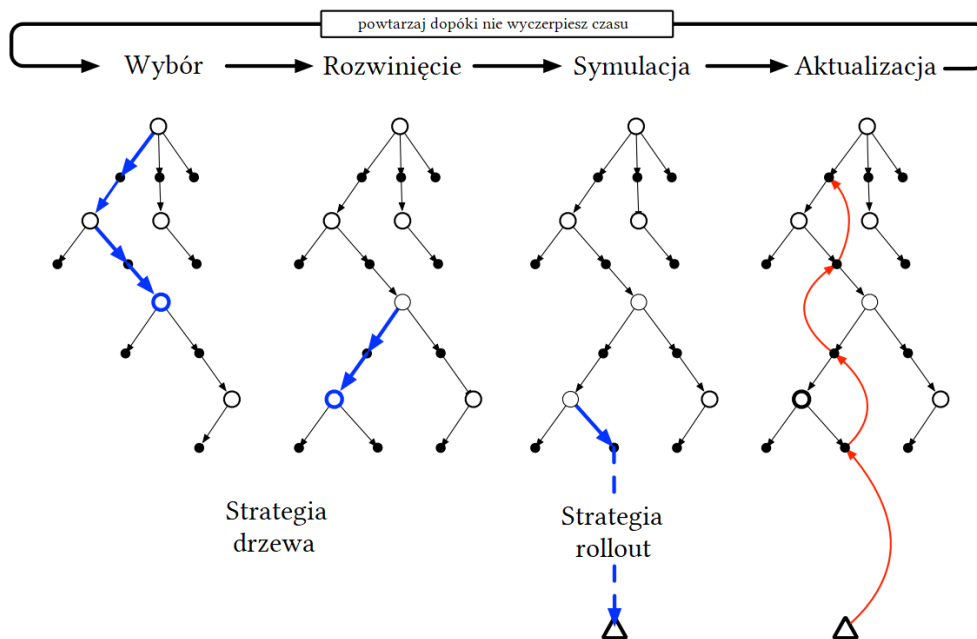 powtarzaj dopóki nie wyczerpiesz czasu
Wybór
Rozwinięcie
Symulacja
Aktualizacja
Strategia
drzewa
Strategia
rollout